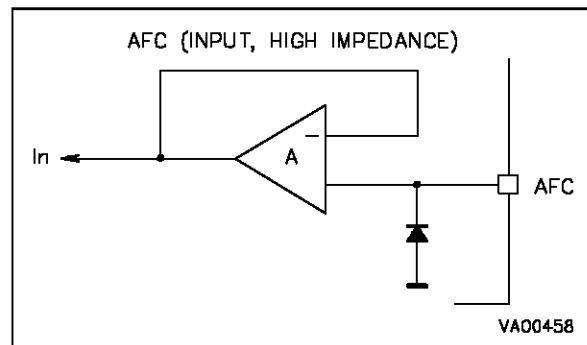 AFC (INPUT, HIGH IMPEDANCE)
In
A
AFC
VA00458